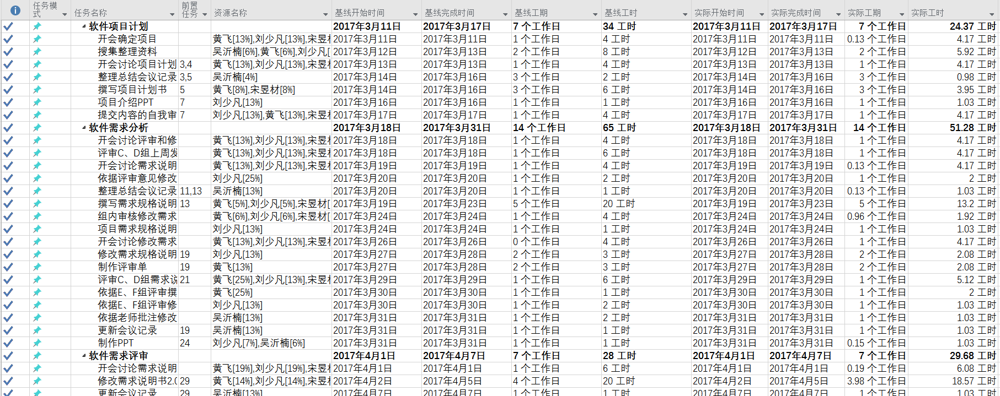 任务模式 任务名称 前置任务 资源名称 基线开始时间 基线完成时间 基线工期 基线工时 实际开始时间 实际完成时间 实际工期 实际工时
软件项目计划 2017年3月11日 2017年3月17日 7 个工作日 34 工时 2017年3月11日 2017年3月17日 7 个工作日 24.37 工时
开会确定项目 黄飞[13%],刘少凡[13%],宋昱材 2017年3月11日 2017年3月11日 1 个工作日 4 工时 2017年3月11日 2017年3月11日 0.13 个工作日 4.17 工时
搜集整理资料 吴沂楠[6%],黄飞[6%],刘少凡[ 2017年3月12日 2017年3月13日 2 个工作日 8 工时 2017年3月12日 2017年3月13日 2 个工作日 5.92 工时
开会讨论项目计划 3,4 黄飞[13%],刘少凡[13%],宋昱材 2017年3月13日 2017年3月13日 1 个工作日 4 工时 2017年3月13日 2017年3月13日 1 个工作日 4.17 工时
整理总结会议记录 3,5 吴沂楠[4%] 2017年3月14日 2017年3月16日 3 个工作日 2 工时 2017年3月14日 2017年3月16日 3 个工作日 0.98 工时
撰写项目计划书 5 黄飞[8%],宋昱材[8%] 2017年3月14日 2017年3月16日 3 个工作日 6 工时 2017年3月14日 2017年3月16日 3 个工作日 3.95 工时
项目介绍PPT 7 刘少凡[13%] 2017年3月16日 2017年3月16日 1 个工作日 1 工时 2017年3月16日 2017年3月16日 1 个工作日 1.03 工时
提交内容的自我审 7 刘少凡[13%],黄飞[13%],宋昱材 2017年3月17日 2017年3月17日 1 个工作日 4 工时 2017年3月17日 2017年3月17日 1 个工作日 4.17 工时
软件需求分析 2017年3月18日 2017年3月31日 14 个工作日 65 工时 2017年3月18日 2017年3月31日 14 个工作日 51.28 工时
开会讨论评审和修 黄飞[13%],刘少凡[13%],宋昱材 2017年3月18日 2017年3月18日 1 个工作日 4 工时 2017年3月18日 2017年3月18日 1 个工作日 4.17 工时
评审C、D组上周发 黄飞[13%],刘少凡[13%],宋昱材 2017年3月18日 2017年3月18日 1 个工作日 6 工时 2017年3月18日 2017年3月18日 1 个工作日 4.17 工时
开会讨论需求说明 黄飞[13%],刘少凡[13%],宋昱材 2017年3月19日 2017年3月19日 1 个工作日 4 工时 2017年3月19日 2017年3月19日 0.13 个工作日 4.17 工时
依据评审意见修改 刘少凡[25%] 2017年3月20日 2017年3月20日 1 个工作日 2 工时 2017年3月20日 2017年3月20日 1 个工作日 2 工时
整理总结会议记录 11,13 吴沂楠[13%] 2017年3月20日 2017年3月20日 1 个工作日 1 工时 2017年3月20日 2017年3月20日 0.13 个工作日 1.03 工时
撰写需求规格说明 13 黄飞[5%],刘少凡[5%],宋昱材[ 2017年3月19日 2017年3月23日 5 个工作日 20 工时 2017年3月19日 2017年3月23日 5 个工作日 13.2 工时
组内审核修改需求 黄飞[6%],刘少凡[6%],宋昱材[ 2017年3月24日 2017年3月24日 1 个工作日 4 工时 2017年3月24日 2017年3月24日 0.96 个工作日 1.92 工时
项目需求规格说明 刘少凡[13%] 2017年3月24日 2017年3月24日 1 个工作日 1 工时 2017年3月24日 2017年3月24日 1 个工作日 1.03 工时
开会讨论修改需求 黄飞[13%],刘少凡[13%],宋昱材 2017年3月26日 2017年3月26日 0 个工作日 4 工时 2017年3月26日 2017年3月26日 1 个工作日 4.17 工时
修改需求规格说明 19 刘少凡[13%] 2017年3月27日 2017年3月28日 2 个工作日 3 工时 2017年3月27日 2017年3月28日 2 个工作日 2.08 工时
制作评审单 19 黄飞[13%] 2017年3月27日 2017年3月28日 2 个工作日 3 工时 2017年3月27日 2017年3月28日 2 个工作日 2.08 工时
评审C、D组需求说 21 黄飞[25%],刘少凡[13%],宋昱材 2017年3月29日 2017年3月29日 1 个工作日 6 工时 2017年3月29日 2017年3月29日 1 个工作日 5.12 工时
依据E、F组评审撰 黄飞[25%] 2017年3月30日 2017年3月30日 1 个工作日 1 工时 2017年3月30日 2017年3月30日 1 个工作日 2 工时
依据E、F组评审修 刘少凡[13%] 2017年3月30日 2017年3月30日 1 个工作日 2 工时 2017年3月30日 2017年3月30日 1 个工作日 1.03 工时
依据老师批注修改 吴沂楠[13%] 2017年3月31日 2017年3月31日 1 个工作日 2 工时 2017年3月31日 2017年3月31日 1 个工作日 1.03 工时
更新会议记录 19 吴沂楠[13%] 2017年3月31日 2017年3月31日 1 个工作日 1 工时 2017年3月31日 2017年3月31日 1 个工作日 1.03 工时
制作PPT 24 刘少凡[7%],吴沂楠[6%] 2017年3月31日 2017年3月31日 1 个工作日 1 工时 2017年3月31日 2017年3月31日 0.15 个工作日 1.03 工时
软件需求评审 2017年4月1日 2017年4月7日 7 个工作日 28 工时 2017年4月1日 2017年4月7日 7 个工作日 29.68 工时
开会讨论需求说明 黄飞[19%],刘少凡[19%],宋昱材 2017年4月1日 2017年4月1日 1 个工作日 6 工时 2017年4月1日 2017年4月1日 0.19 个工作日 6.08 工时
修改需求说明书2.0 29 黄飞[14%],刘少凡[14%],宋昱材 2017年4月2日 2017年4月5日 4 个工作日 20 工时 2017年4月2日 2017年4月5日 3.98 个工作日 18.57 工时
更新会议记录 29 吴沂楠[13%] 2017年4月7日 2017年4月7日 1 个工作日 1 工时 2017年4月7日 2017年4月7日 1 个工作日 1.03 工时